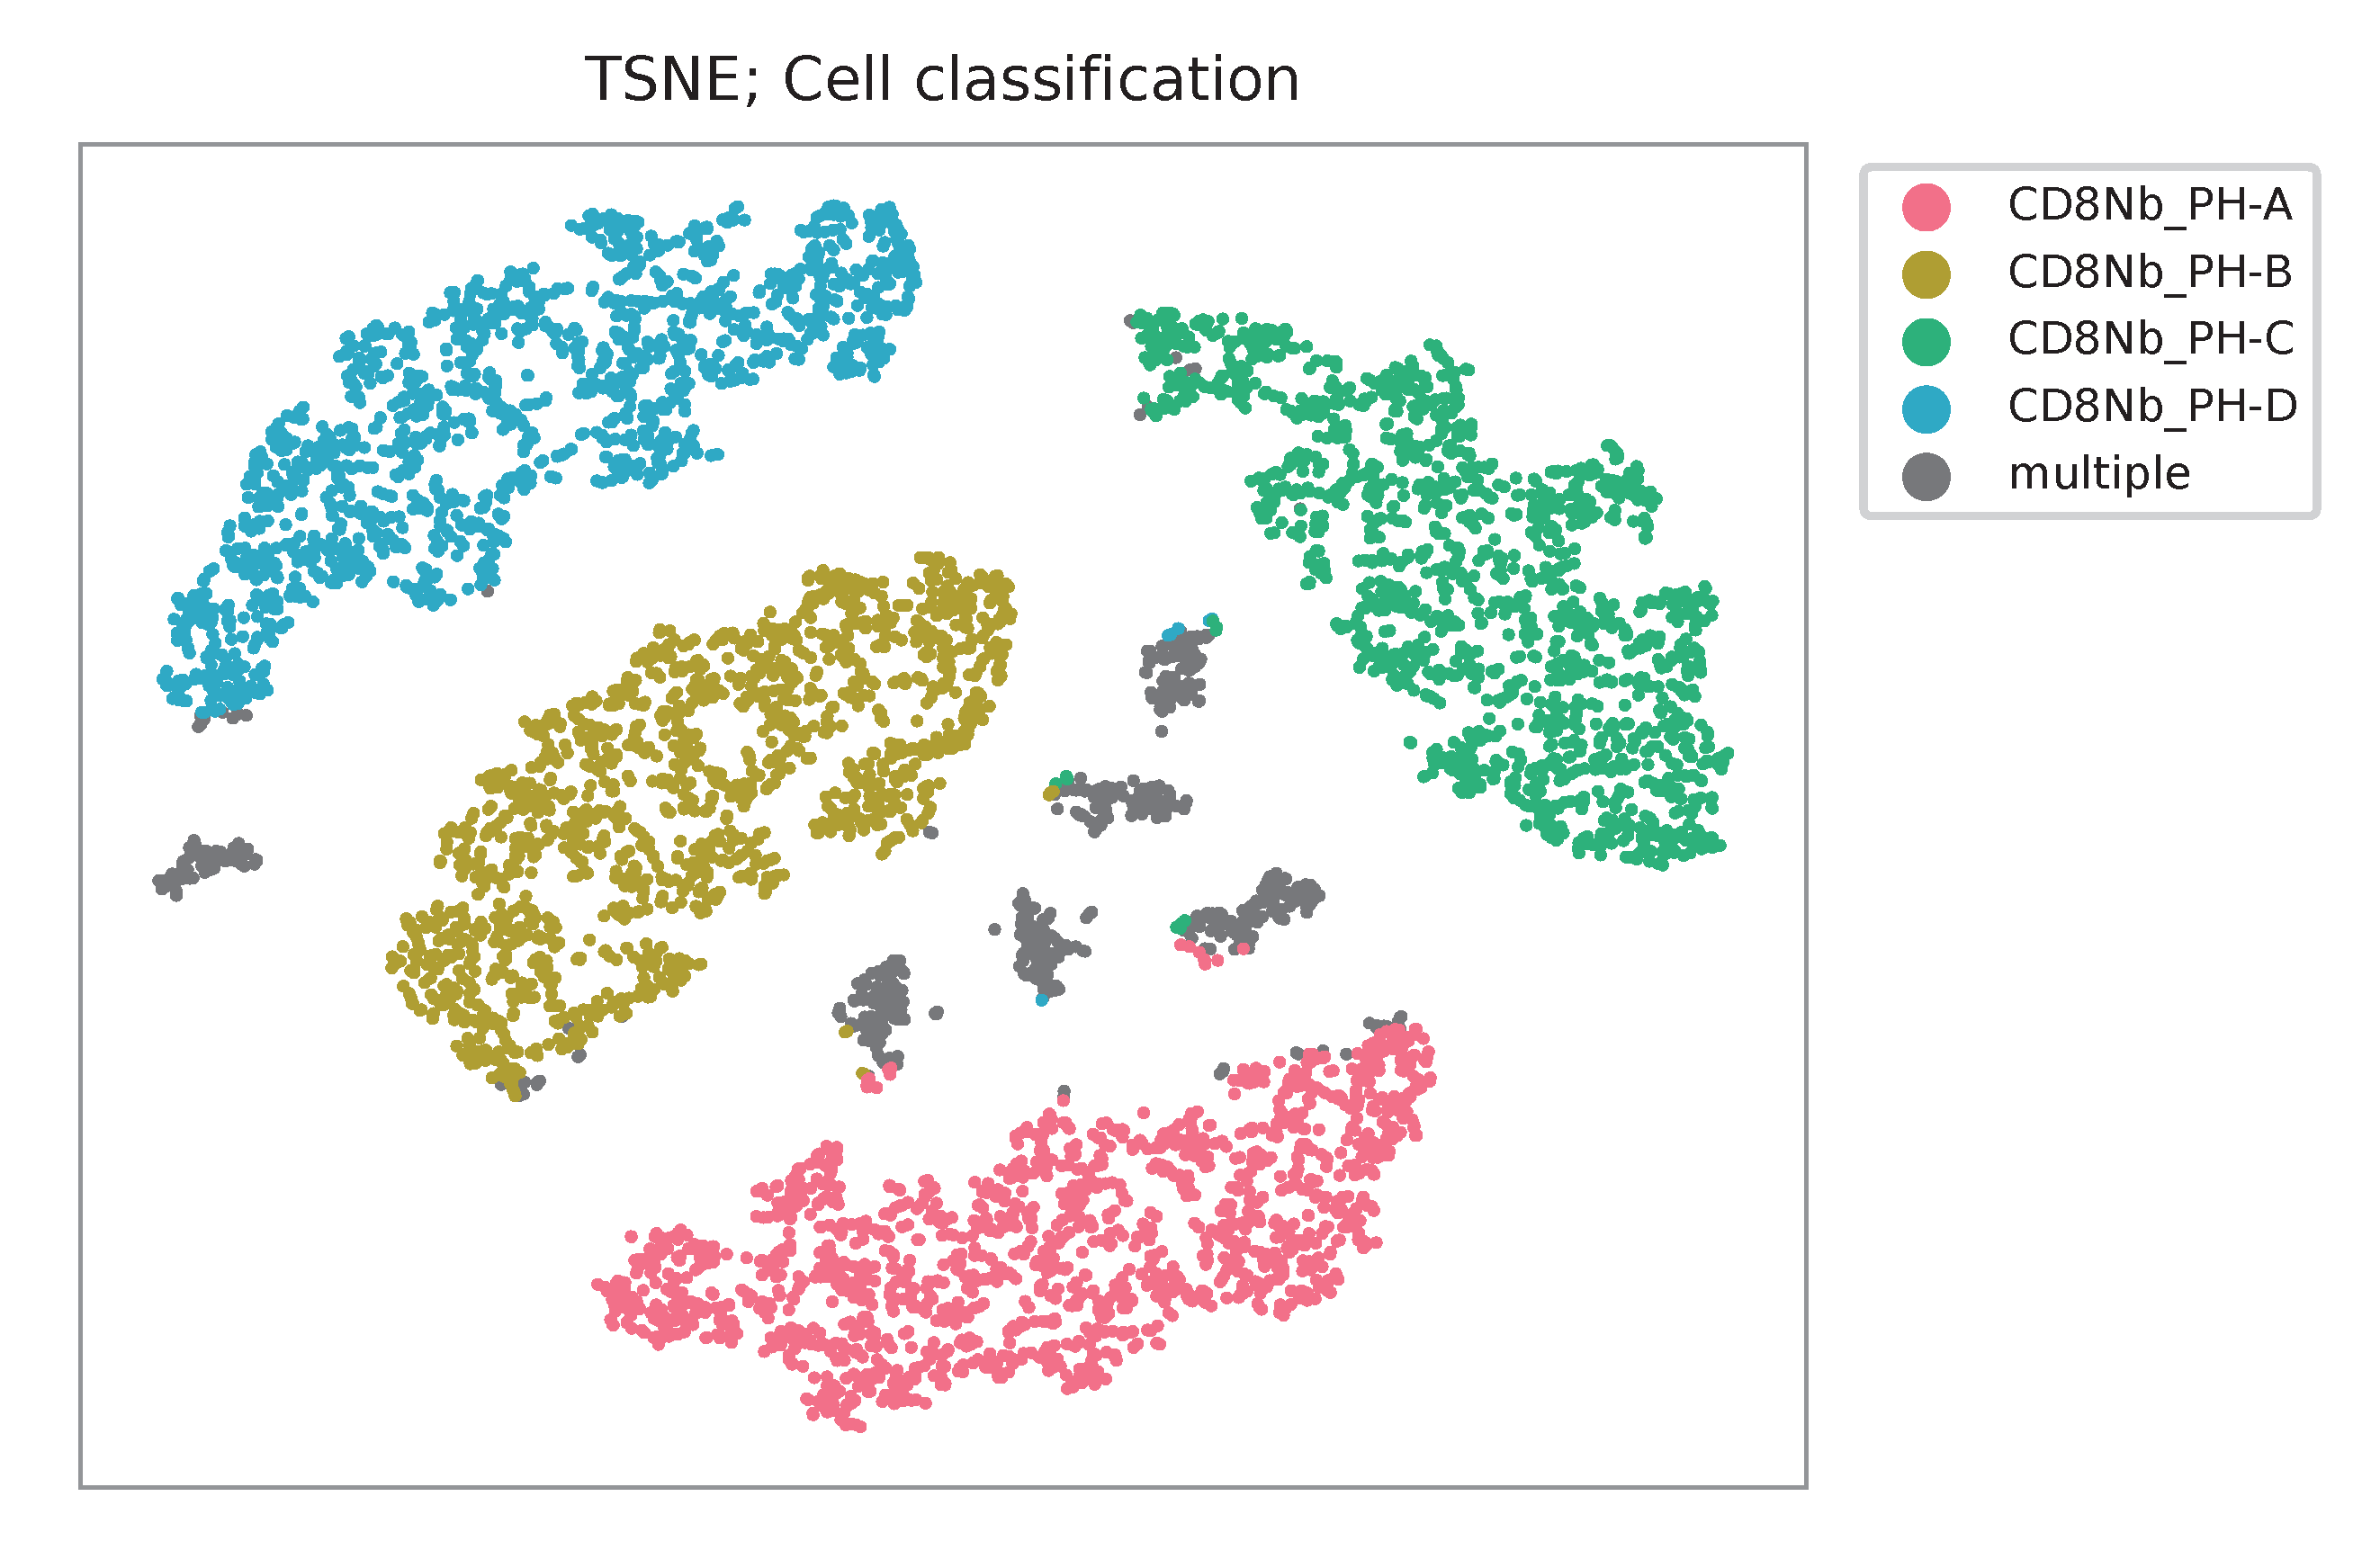 TSNE; Cell classification
CD8Nb_PH-A
CD8Nb_PH-B
CD8Nb_PH-C
CD8Nb_PH-D
multiple